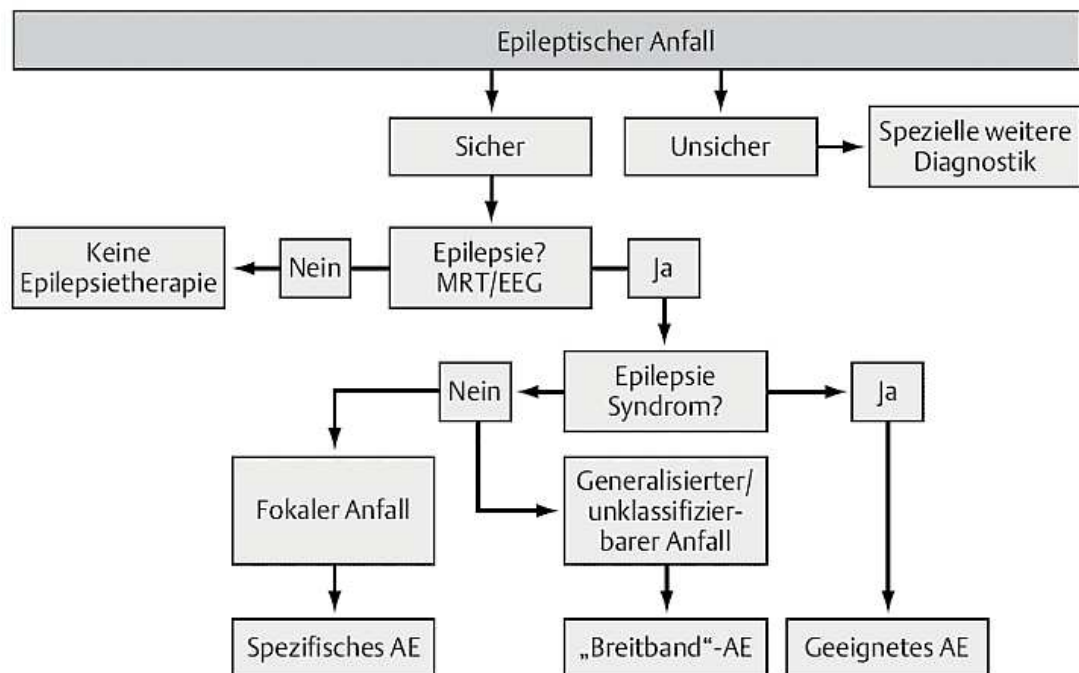 Epileptischer Anfall
Sicher
Unsicher
Spezielle weitere
Diagnostik
Keine
Epilepsietherapie
Nein
Epilepsie?
MRT/EEG
Ja
Nein
Epilepsie
Syndrom?
Ja
Fokaler Anfall
Generalisierter/
unklassifizier-
barer Anfall
Spezifisches AE
„Breitband“-AE
Geeignetes AE